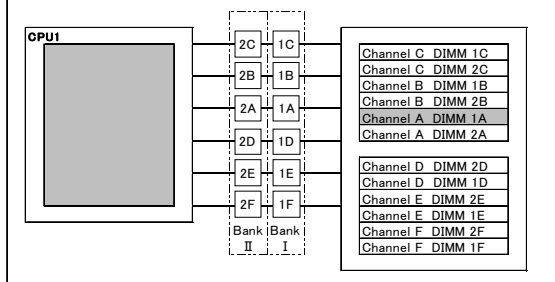 CPU1
2C 1C
2B 1B
2A 1A
2D 1D
2E 1E
2F 1F
Bank Bank
Ⅱ Ⅰ
Channel C DIMM 1C
Channel C DIMM 2C
Channel B DIMM 1B
Channel B DIMM 2B
Channel A DIMM 1A
Channel A DIMM 2A
Channel D DIMM 2D
Channel D DIMM 1D
Channel E DIMM 2E
Channel E DIMM 1E
Channel F DIMM 2F
Channel F DIMM 1F